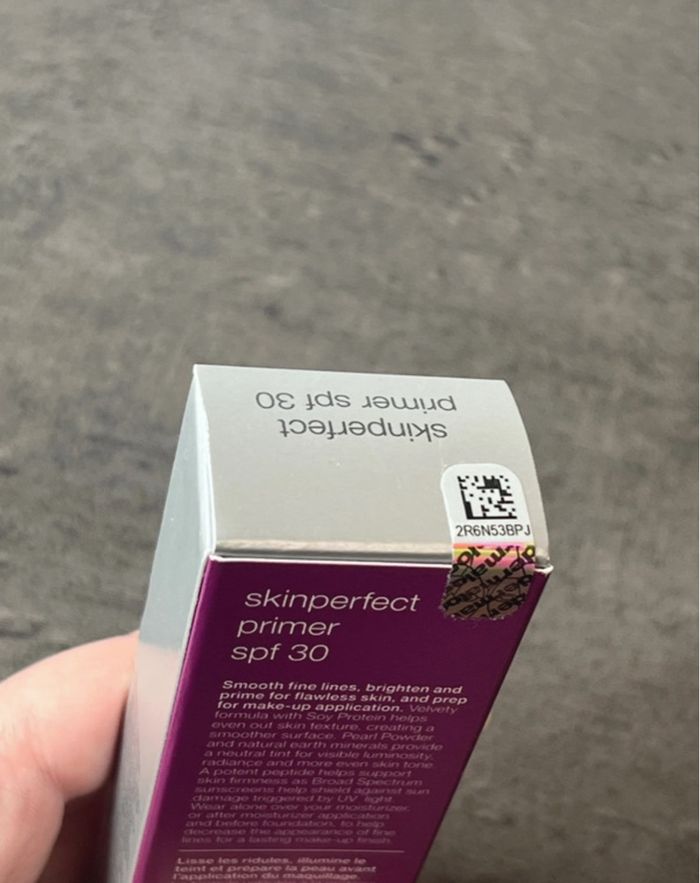 skinperfect
primer spf 30
2R6N53BPJ
skinperfect
primer
spf 30
Smooth fine lines, brighten and
prime for flawless skin, and prep
for make-up application. Velvety
formula with Soy Protein helps
even out skin texture, creating a
smoother surface. Pearl Powder
and natural earth minerals provide
a neutral tint for visible luminosity,
radiance and more even skin tone.
A potent peptide helps support
skin firmness as Broad Spectrum
sunscreens help shield against sun
damage triggered by UV light.
Wear alone over your moisturizer,
or after moisturizer application
and before foundation, to help
decrease the appearance of fine
lines for a lasting make-up finish.
Lisse les ridules, illumine le
teint et prépare la peau avant
l'application du maquillage.